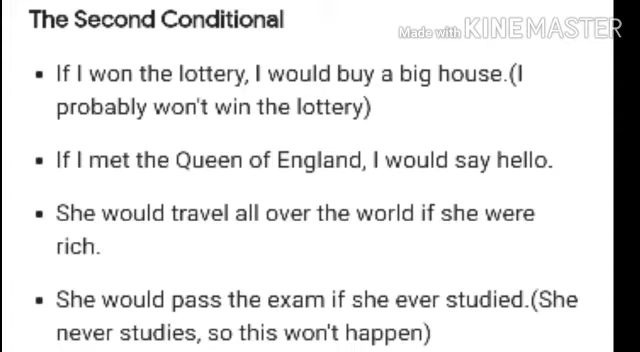 The Second Conditional
Made with KINEMASTER
▪ If I won the lottery, I would buy a big house.(I
probably won't win the lottery)
▪ If I met the Queen of England, I would say hello.
▪ She would travel all over the world if she were
rich.
▪ She would pass the exam if she ever studied.(She
never studies, so this won't happen)